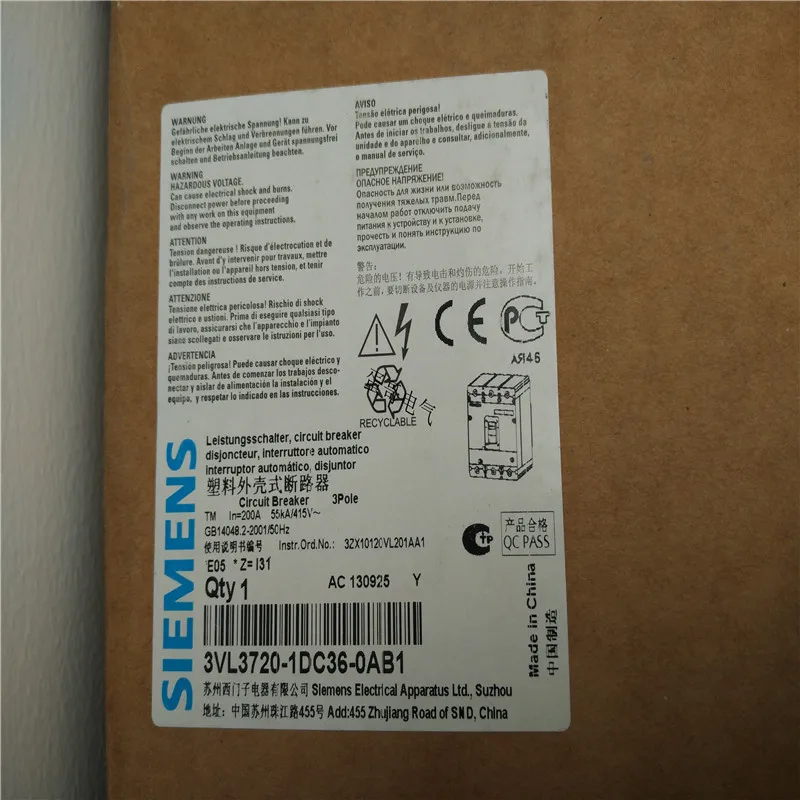 WARNUNG
Gefährliche elektrische Spannung! Kann zu
elektrischem Schlag und Verbrennungen führen. Vor
Beginn der Arbeiten Anlage und Gerät spannungsfrei
schalten und Betriebsanleitung beachten.
WARNING
HAZARDOUS VOLTAGE.
Can cause electrical shock and burns.
Disconnect power before proceeding
with any work on this equipment
and observe the operating instructions.
ATTENTION
Tension dangereuse ! Risque d'électrocution et de
brûlure. Avant d'y intervenir pour travaux, mettre
l'installation ou l'appareil hors tension, et tenir
compte des instructions de service.
ATTENZIONE
Tensione elettrica pericolosa! Rischio di shock
elettrico e ustioni. Prima di eseguire qualsiasi tipo
di lavoro, assicurarsi che l'apparecchio e l'impianto
siano scollegati e osservare le istruzioni per l'uso.
ADVERTENCIA
¡Tensión peligrosa! Puede causar choque eléctrico y
quemaduras. Antes de comenzar los trabajos desco-
nectar y aislar de alimentación la instalación y el
equipo, y respetar lo indicado en las instrucciones.
AVISO
Tensão elétrica perigosa!
Pode causar um choque elétrico e queimaduras.
Antes de iniciar os trabalhos, desligue a tensão da
unidade e do aparelho e consultar, adicionalmente,
o manual de serviço.
ПРЕДУПРЕЖДЕНИЕ
ОПАСНОЕ НАПРЯЖЕНИЕ!
Опасность для жизни или возможность
получения тяжелых травм. Перед
началом работ отключить подачу
питания к устройству и к установке,
прочесть и понять инструкцию по
эксплуатации.
警告:
危险的电压! 有导致电击和灼伤的危险, 开始工
作之前, 要切断设备及仪器的电源并注意操作指南。
CE
РСТ
АЯ46
RECYCLABLE
电气
SIEMENS
Leistungsschalter, circuit breaker
disjoncteur, interruttore automatico
interruptor automático, disjuntor
塑料外壳式断路器
Circuit Breaker 3Pole
TM In=200A 55kA/415V~
GB14048.2-2001/50Hz
使用说明书编号 Instr.Ord.No.: 3ZX10120VL201AA1
E05 *Z= I31
Qty 1 AC 130925 Y
产品合格
QC PASS
3VL3720-1DC36-0AB1
苏州西门子电器有限公司 Siemens Electrical Apparatus Ltd., Suzhou
地址: 中国苏州珠江路455号 Add:455 Zhujiang Road of SND, China
Made in China
中国制造